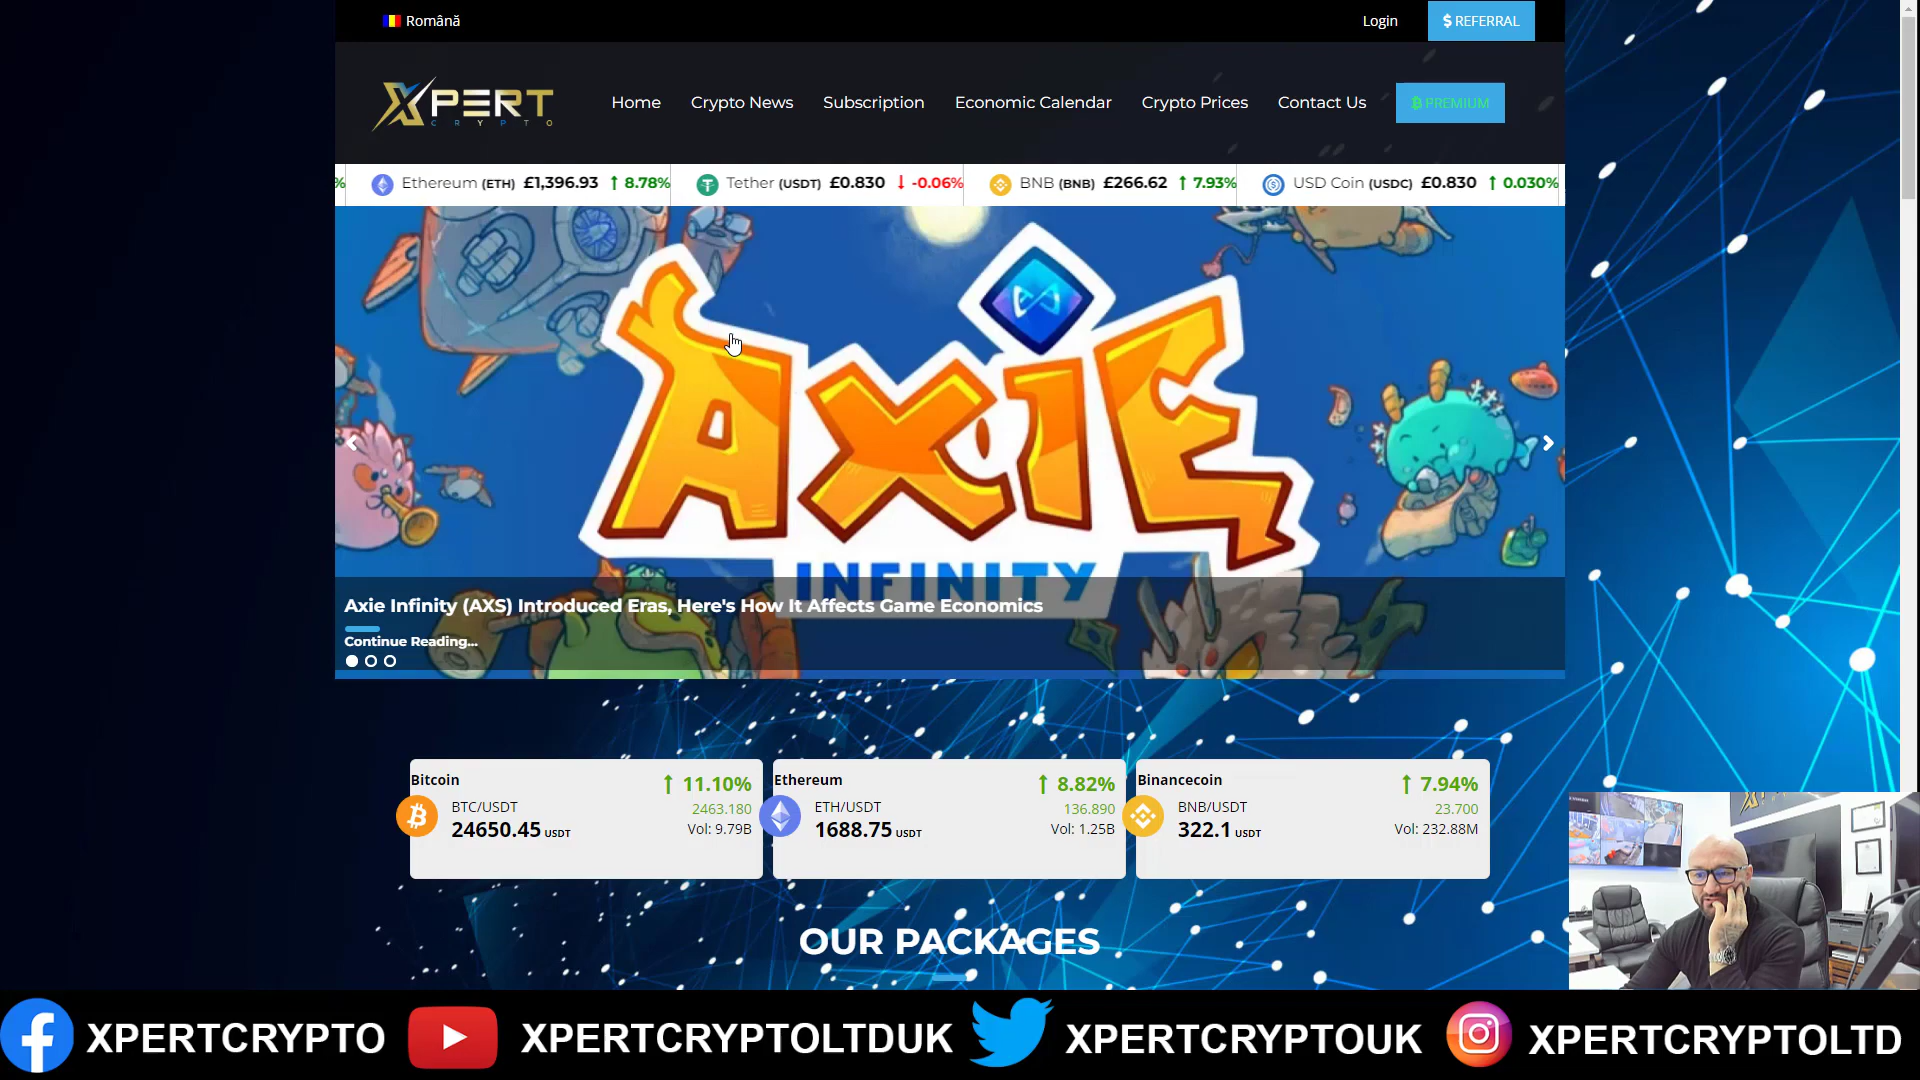 Română
Login
$ REFERRAL
XPERT
CRYPTO
Home
Crypto News
Subscription
Economic Calendar
Crypto Prices
Contact Us
PREMIUM
%
Ethereum (ETH) £1,396.93 ↑ 8.78%
Tether (USDT) £0.830 ↓ -0.06%
BNB (BNB) £266.62 ↑ 7.93%
USD Coin (USDC) £0.830 ↑ 0.030%
AXIE
INFINITY
Axie Infinity (AXS) Introduced Eras, Here's How It Affects Game Economics
Continue Reading...
Bitcoin
↑ 11.10%
BTC/USDT
2463.180
24650.45 USDT
Vol: 9.79B
Ethereum
↑ 8.82%
ETH/USDT
136.890
1688.75 USDT
Vol: 1.25B
Binancecoin
↑ 7.94%
BNB/USDT
23.700
322.1 USDT
Vol: 232.88M
OUR PACKAGES
XPERTCRYPTO
XPERTCRYPTOLTDUK
XPERTCRYPTOUK
XPERTCRYPTOLTD